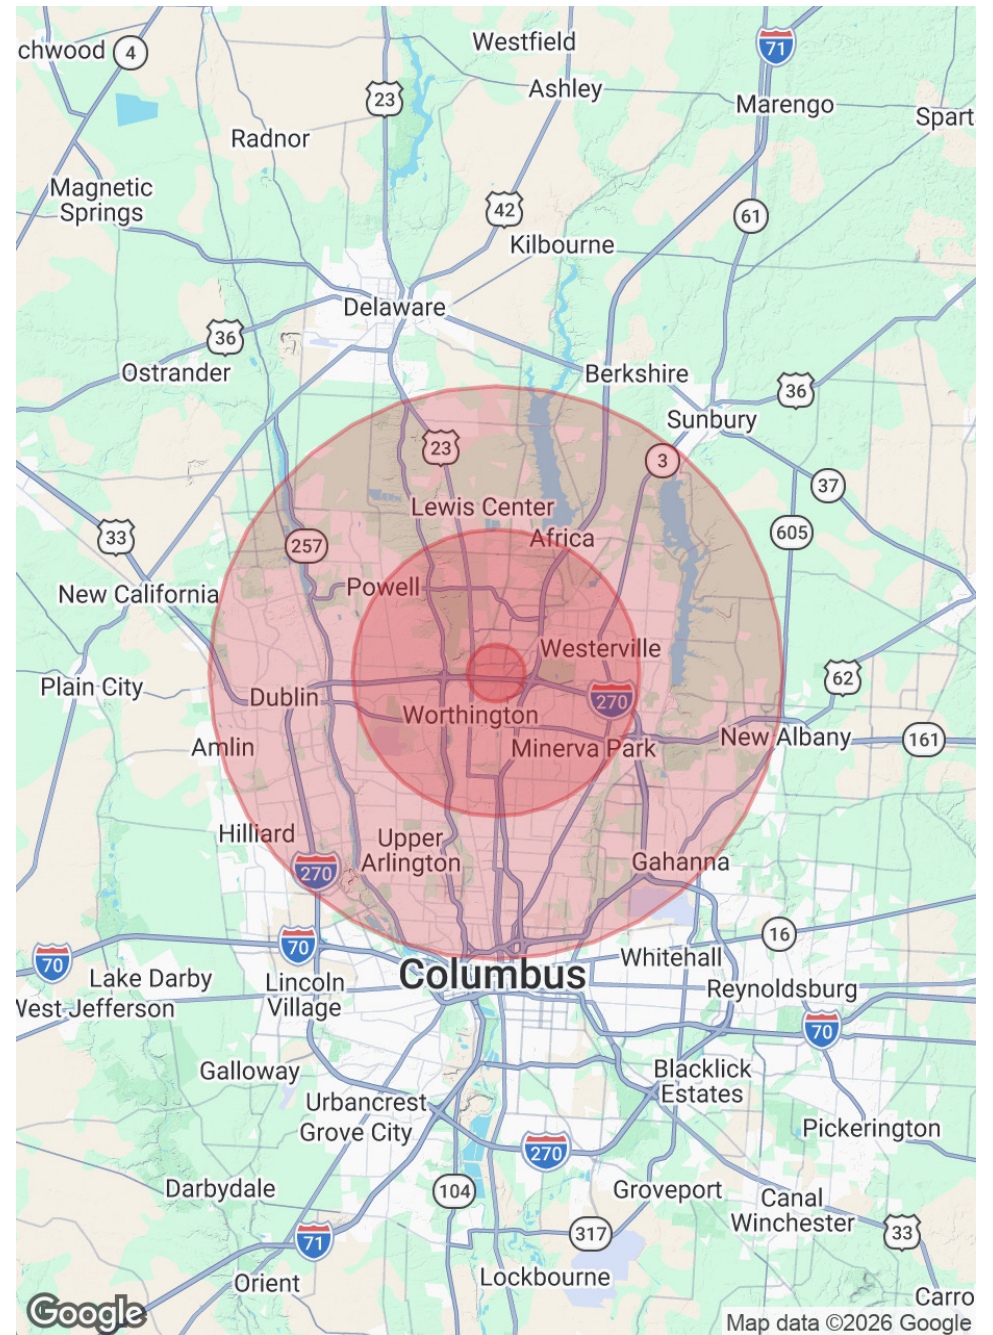 Westfield
71
chwood
4
23
Ashley
Marengo
Spart
Radnor
Magnetic
Springs
42
61
Kilbourne
Delaware
36
Ostrander
Berkshire
36
Sunbury
23
3
37
Lewis Center
605
33
257
Africa
New California
Powell
Westerville
62
Plain City
Dublin
270
Worthington
New Albany
161
Amlin
Minerva Park
Hilliard
Upper
Arlington
Gahanna
270
16
70
70
Whitehall
Columbus
Lake Darby
Lincoln
Village
Reynoldsburg
West Jefferson
70
Galloway
Blacklick
Estates
Urbancrest
Grove City
Pickerington
270
Darbydale
104
Groveport
Canal
Winchester
317
33
71
Orient
Lockbourne
Carro
Google
Map data ©2026 Google